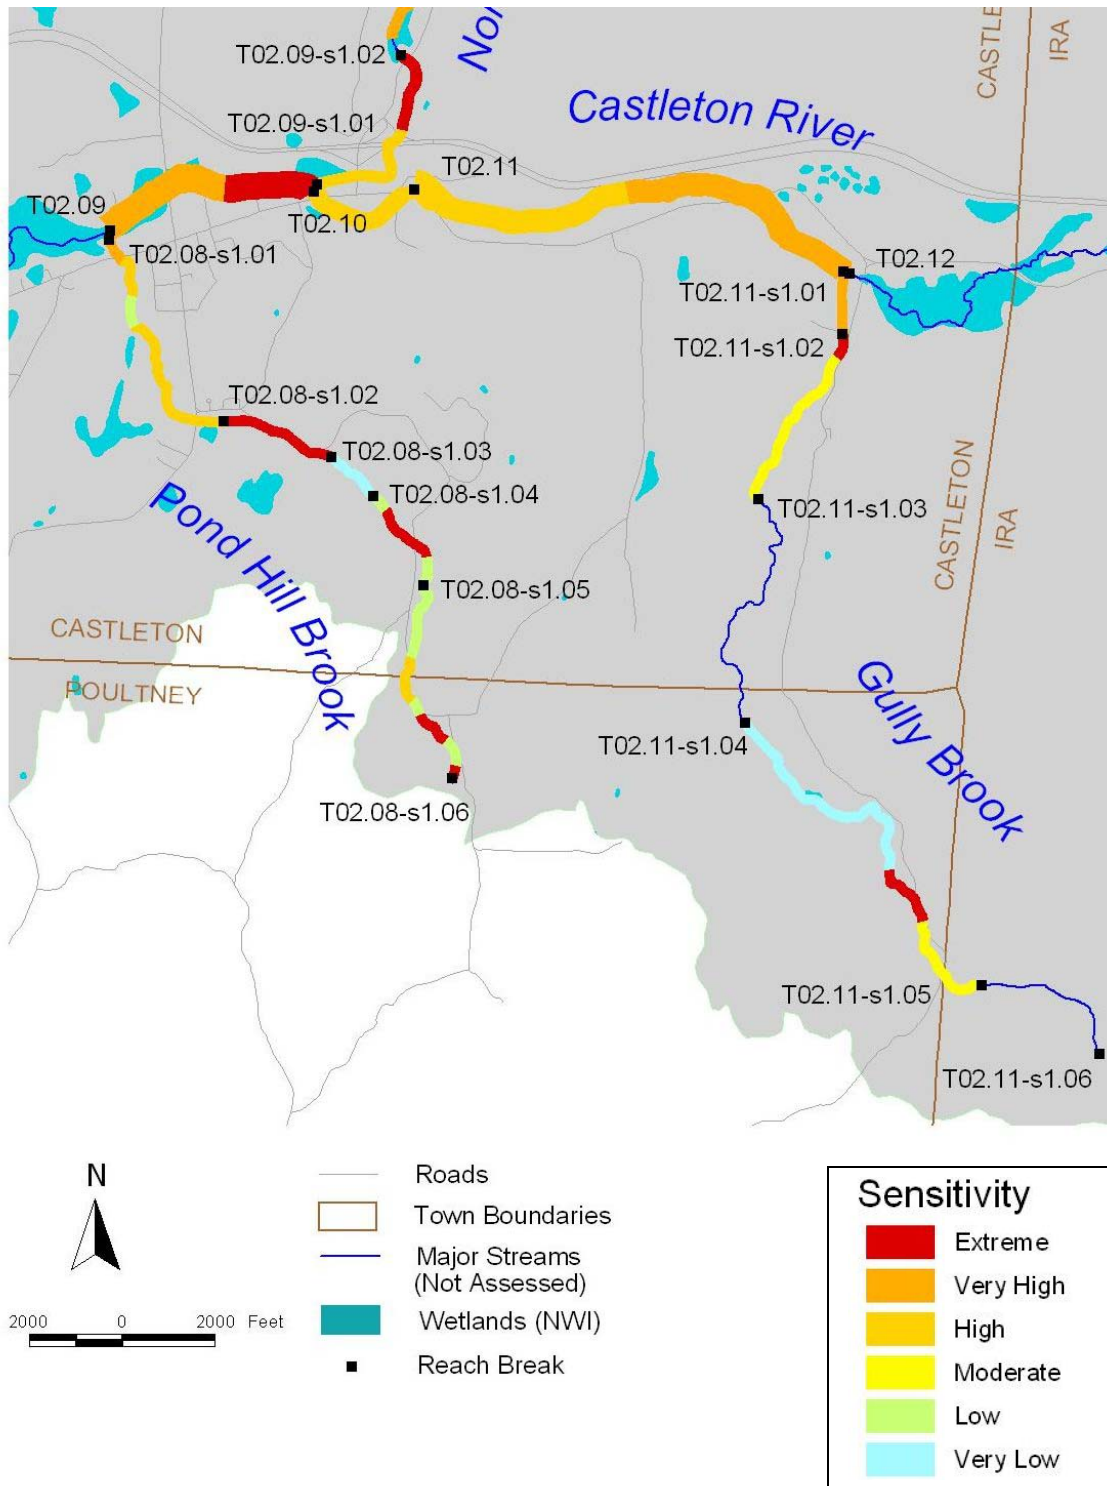 Nor
CASTLE
IRA
T02.09-s1.02
Castleton River
T02.09-s1.01
T02.11
T02.09
T02.10
T02.08-s1.01
T02.12
T02.11-s1.01
T02.11-s1.02
T02.08-s1.02
T02.08-s1.03
T02.08-s1.04
T02.11-s1.03
CASTLETON
IRA
Pond Hill Brook
T02.08-s1.05
CASTLETON
POULTNEY
Gully Brook
T02.11-s1.04
T02.08-s1.06
T02.11-s1.05
T02.11-s1.06
N
2000 0 2000 Feet
Roads
Town Boundaries
Major Streams
(Not Assessed)
Wetlands (NWI)
Reach Break
Sensitivity
Extreme
Very High
High
Moderate
Low
Very Low